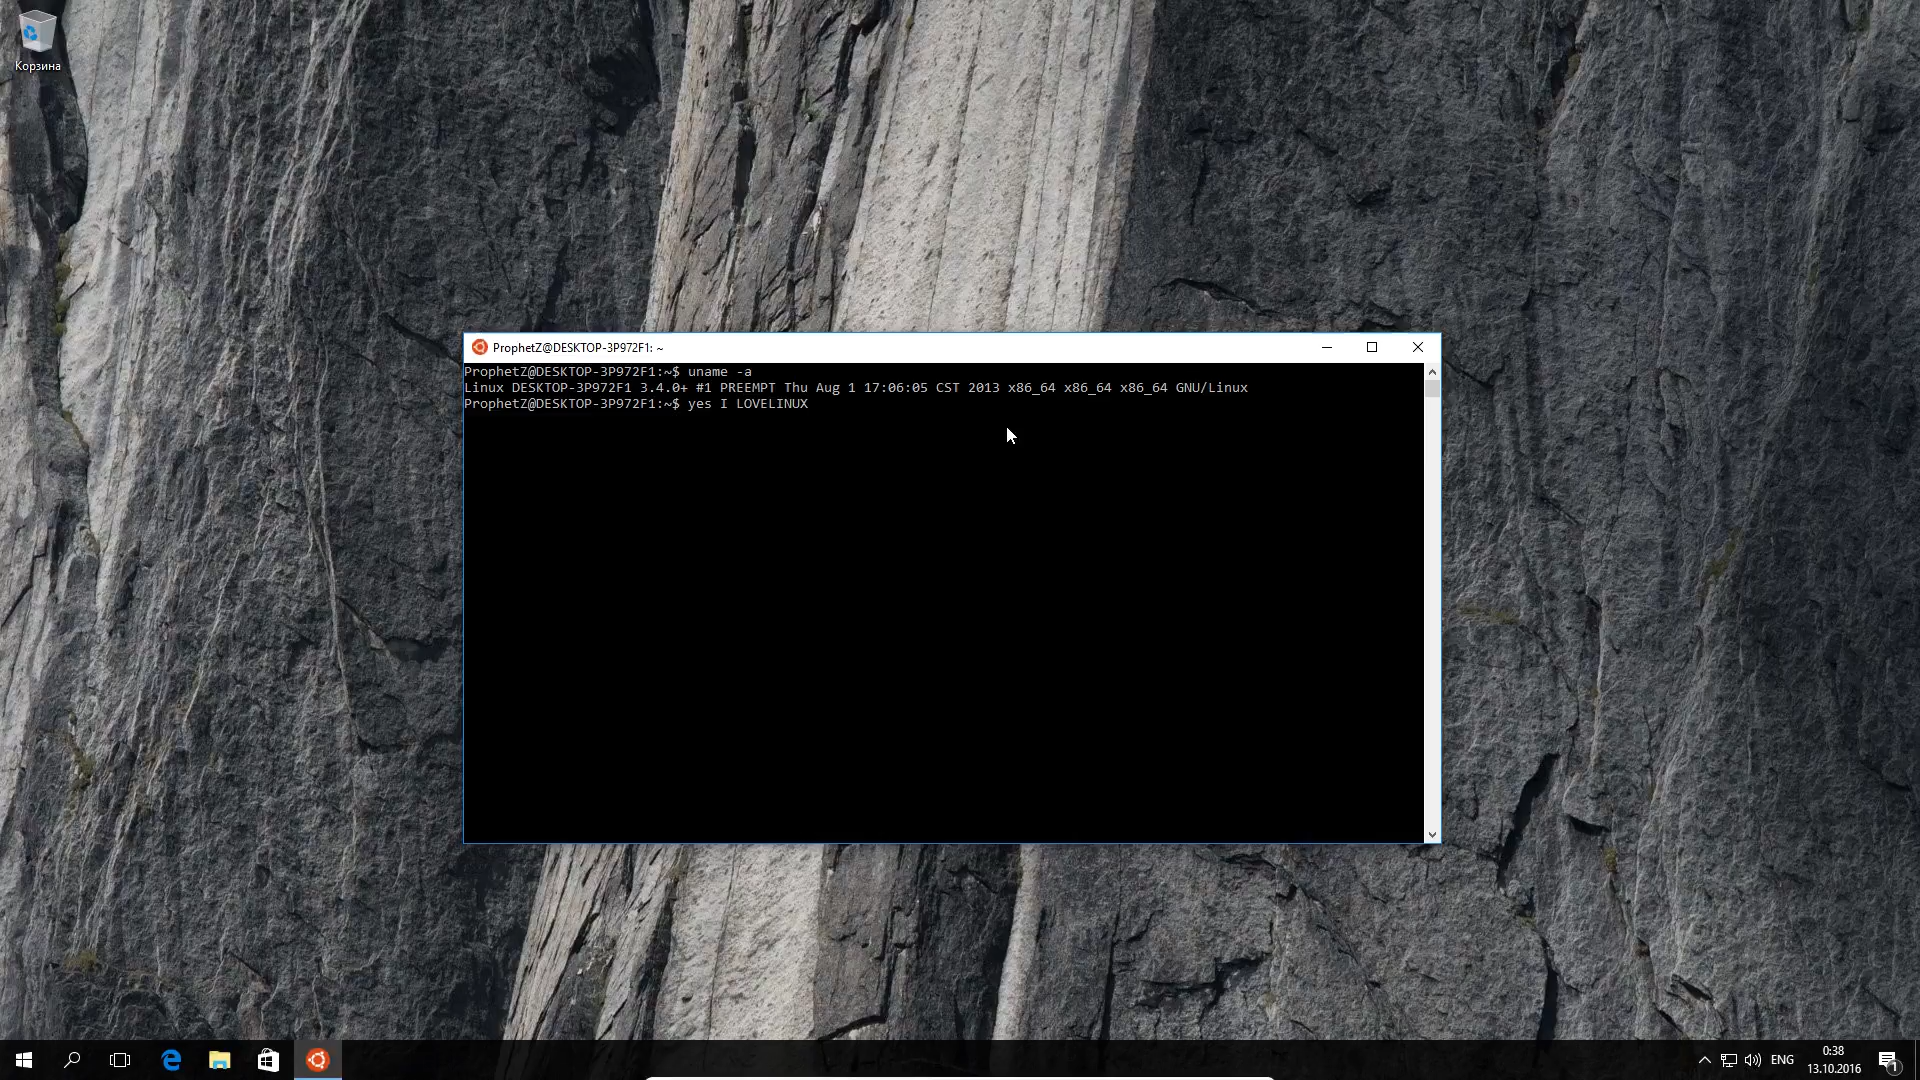 Корзина
ProphetZ@DESKTOP-3P972F1: ~
ProphetZ@DESKTOP-3P972F1:~$ uname -a
Linux DESKTOP-3P972F1 3.4.0+ #1 PREEMPT Thu Aug 1 17:06:05 CST 2013 x86_64 x86_64 x86_64 GNU/Linux
ProphetZ@DESKTOP-3P972F1:~$ yes I LOVELINUX
ENG
0:38
13.10.2016
1